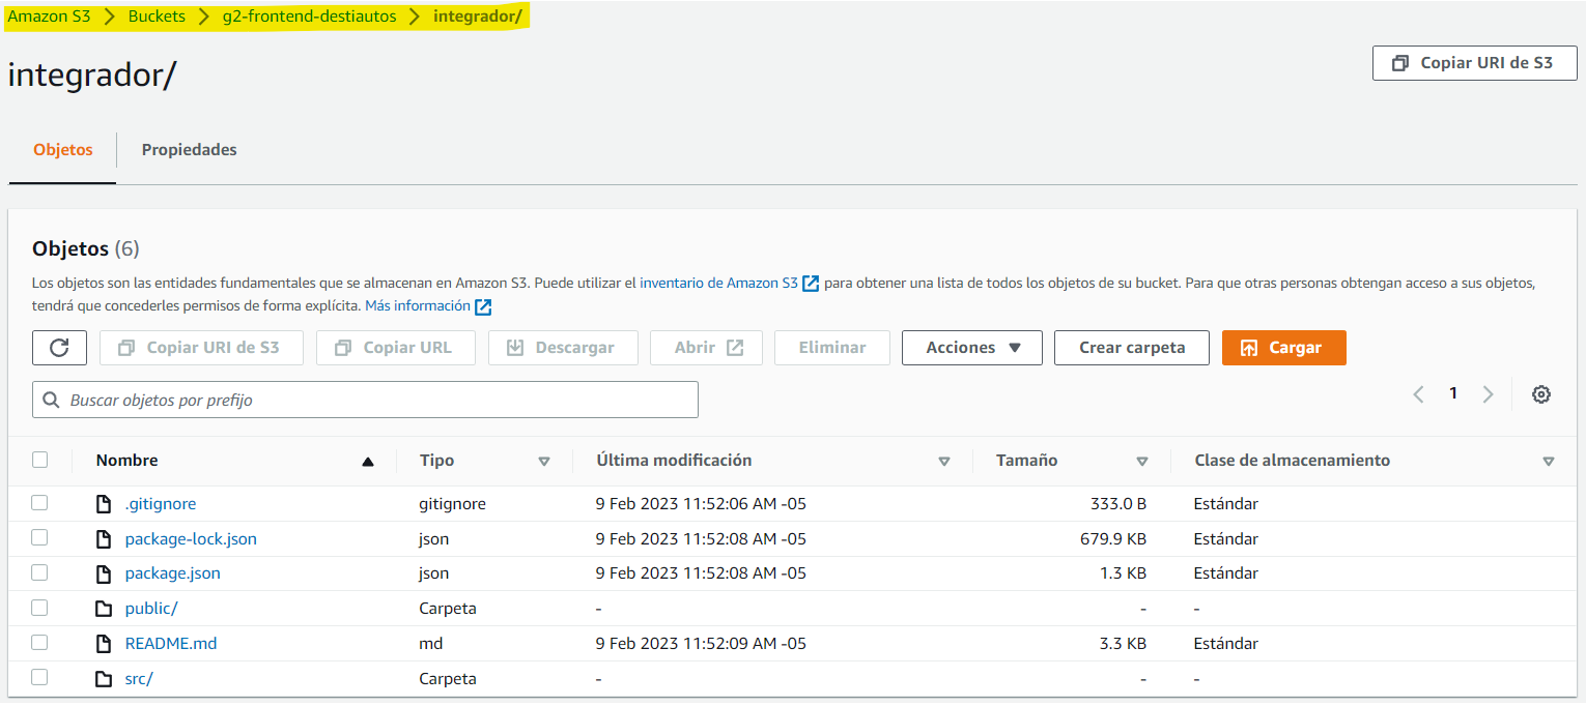 Amazon S3 > Buckets > g2-frontend-destiautos > integrador/
integrador/
Copiar URI de S3
Objetos Propiedades
Objetos (6)
Los objetos son las entidades fundamentales que se almacenan en Amazon S3. Puede utilizar el inventario de Amazon S3 para obtener una lista de todos los objetos de su bucket. Para que otras personas obtengan acceso a sus objetos,
tendrá que concederles permisos de forma explícita. Más información
Copiar URI de S3 Copiar URL Descargar Abrir Eliminar Acciones Crear carpeta Cargar
Buscar objetos por prefijo
1
Nombre Tipo Última modificación Tamaño Clase de almacenamiento
.gitignore gitignore 9 Feb 2023 11:52:06 AM -05 333.0 B Estándar
package-lock.json json 9 Feb 2023 11:52:08 AM -05 679.9 KB Estándar
package.json json 9 Feb 2023 11:52:08 AM -05 1.3 KB Estándar
public/ Carpeta - - -
README.md md 9 Feb 2023 11:52:09 AM -05 3.3 KB Estándar
src/ Carpeta - - -